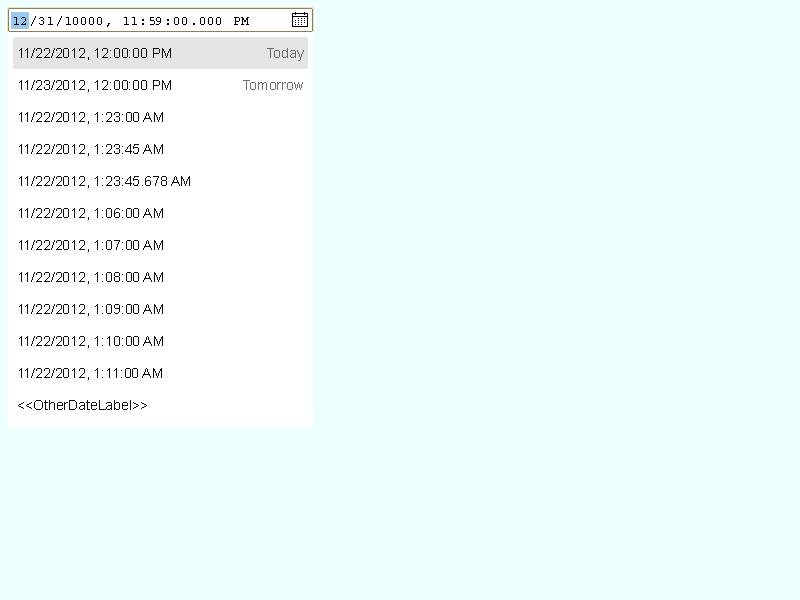 12/31/10000, 11:59:00.000 PM
11/22/2012, 12:00:00 PM Today
11/23/2012, 12:00:00 PM Tomorrow
11/22/2012, 1:23:00 AM
11/22/2012, 1:23:45 AM
11/22/2012, 1:23:45.678 AM
11/22/2012, 1:06:00 AM
11/22/2012, 1:07:00 AM
11/22/2012, 1:08:00 AM
11/22/2012, 1:09:00 AM
11/22/2012, 1:10:00 AM
11/22/2012, 1:11:00 AM
<<OtherDateLabel>>